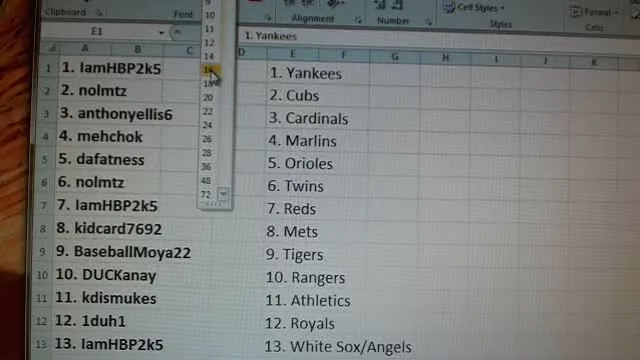 Clipboard
Font
Alignment
Number
Cell Styles
Styles
Cells
E1
1. Yankees
A B C D E F G H I J K
9
10
11
12
14
16
18
20
22
24
26
28
36
48
72
1 1. IamHBP2k5 1. Yankees
2 2. nolmtz 2. Cubs
3 3. anthonyellis6 3. Cardinals
4 4. mehchok 4. Marlins
5 5. dafatness 5. Orioles
6 6. nolmtz 6. Twins
7 7. IamHBP2k5 7. Reds
8 8. kidcard7692 8. Mets
9 9. BaseballMoya22 9. Tigers
10 10. DUCKanay 10. Rangers
11 11. kdismukes 11. Athletics
12 12. 1duh1 12. Royals
13 13. IamHBP2k5 13. White Sox/Angels